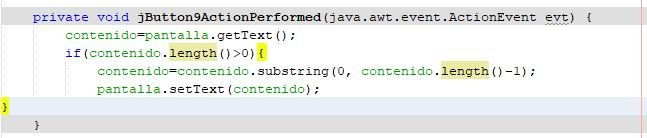 private void jButton9ActionPerformed(java.awt.event.ActionEvent evt) {
contenido=pantalla.getText();
if(contenido.length()>0){
contenido=contenido.substring(0, contenido.length()-1);
pantalla.setText(contenido);
}
}